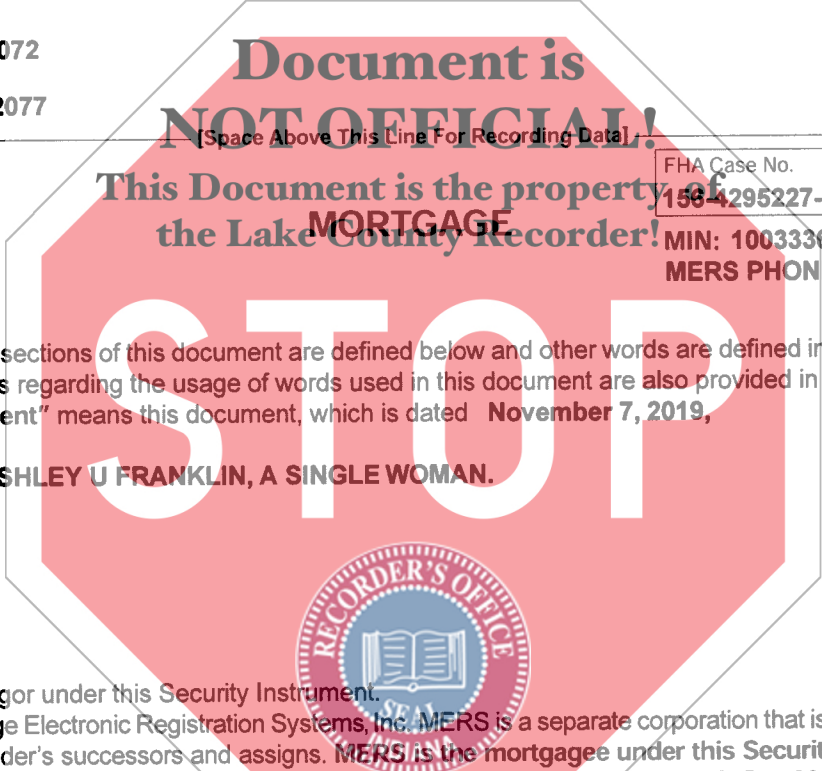 072
2077
Document is
NOT OFFICIAL!
[Space Above This Line For Recording Data]
This Document is the property of
the Lake County Recorder!
FHA Case No.
156-4295227-
MORTGAGE
MIN: 1003336
MERS PHON
STOP
sections of this document are defined below and other words are defined in
s regarding the usage of words used in this document are also provided in
ent" means this document, which is dated November 7, 2019,
SHLEY U FRANKLIN, A SINGLE WOMAN.
RECORDER'S OFFICE
SEAL
gor under this Security Instrument.
ge Electronic Registration Systems, Inc. MERS is a separate corporation that is
der's successors and assigns. MERS is the mortgagee under this Securit